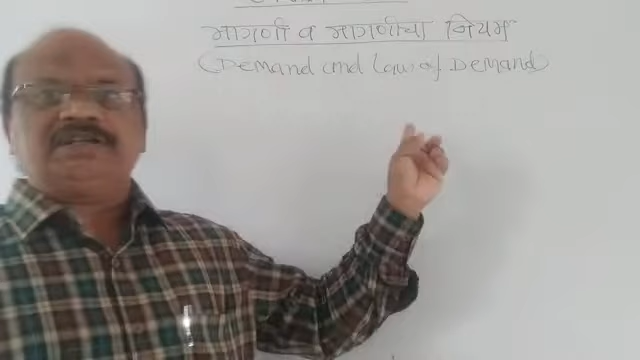 मागणी व मागणीचा नियम
(Demand and Law of Demand)